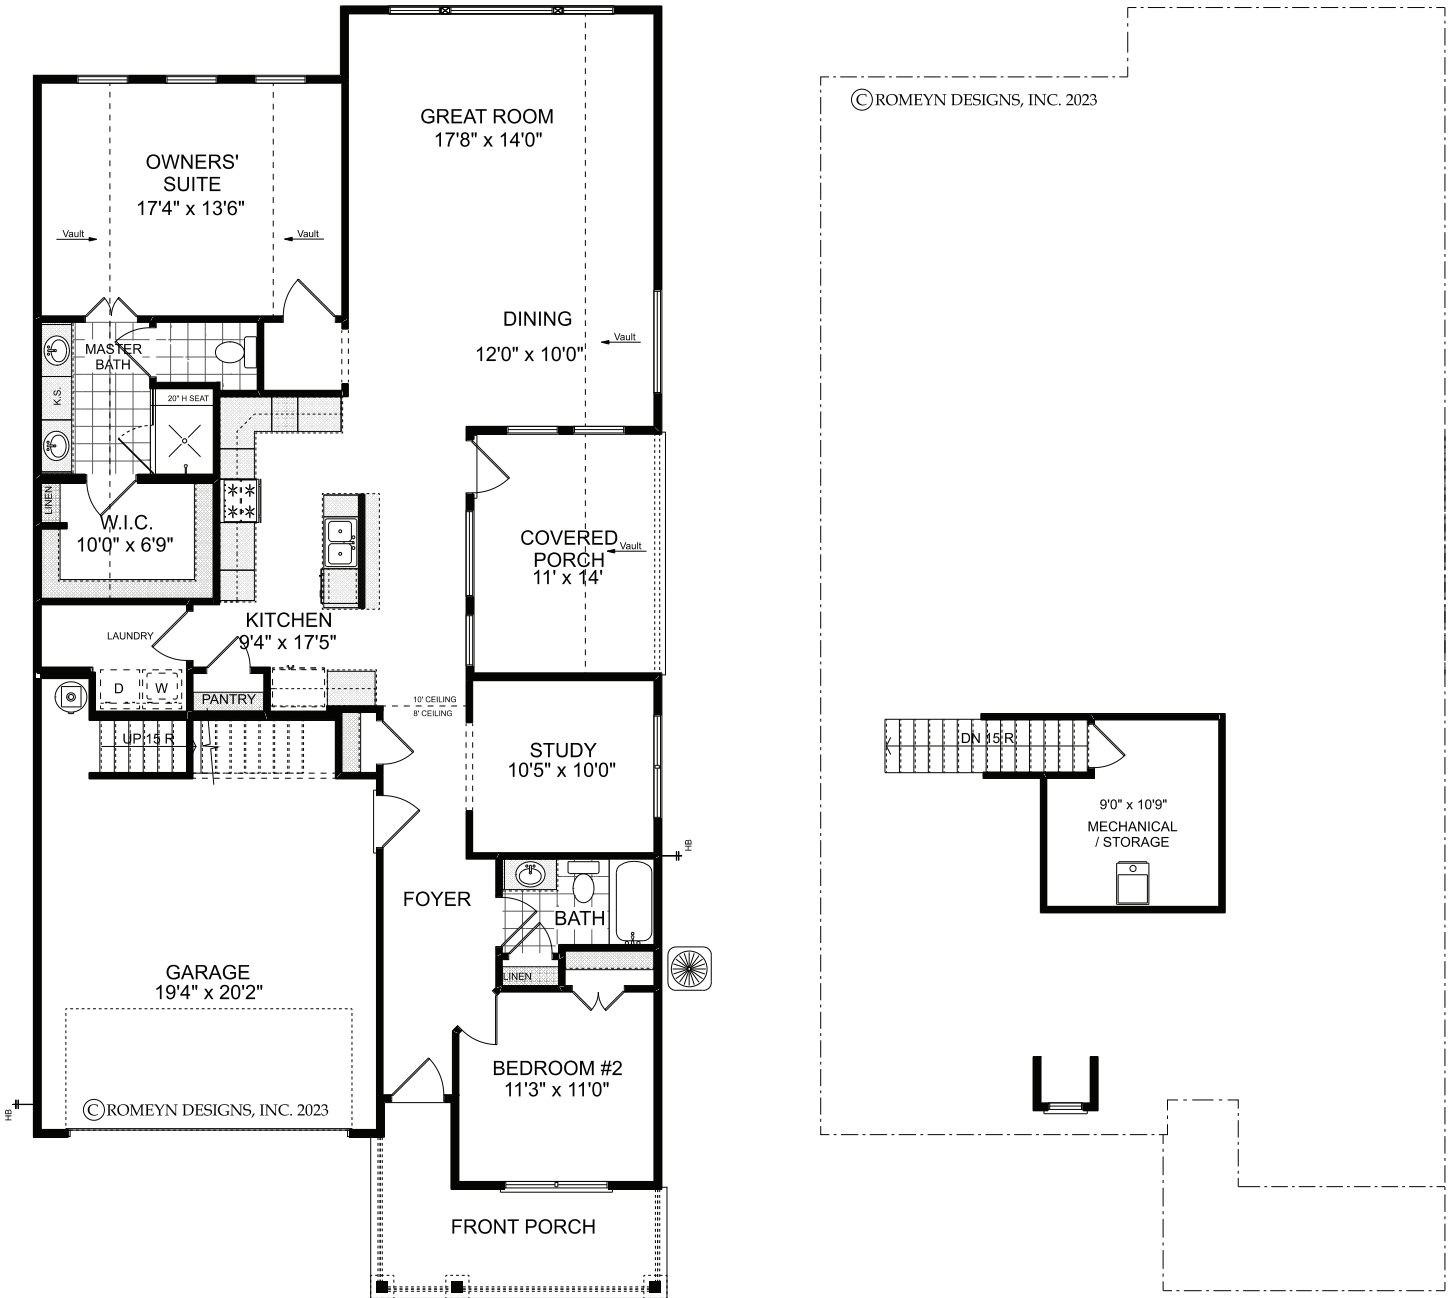 GREAT ROOM
17'8" x 14'0"
OWNERS'
SUITE
17'4" x 13'6"
Vault
Vault
DINING
12'0" x 10'0"
Vault
MASTER
BATH
K.S.
20" H SEAT
LINEN
W.I.C.
10'0" x 6'9"
COVERED
PORCH
11' x 14'
Vault
KITCHEN
9'4" x 17'5"
LAUNDRY
D
W
PANTRY
10' CEILING
8' CEILING
UP 15 R
STUDY
10'5" x 10'0"
HB
FOYER
BATH
LINEN
GARAGE
19'4" x 20'2"
BEDROOM #2
11'3" x 11'0"
HB
© ROMEYN DESIGNS, INC. 2023
FRONT PORCH
© ROMEYN DESIGNS, INC. 2023
DN 15 R
9'0" x 10'9"
MECHANICAL
/ STORAGE